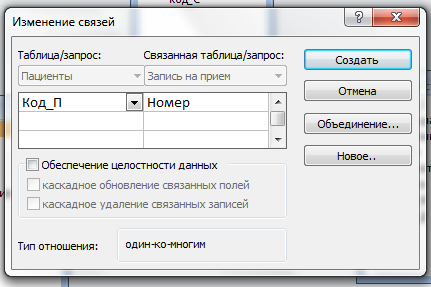 код_С
Изменение связей
Таблица/запрос: Связанная таблица/запрос:
Пациенты Запись на прием
Код_П Номер
Обеспечение целостности данных
каскадное обновление связанных полей
каскадное удаление связанных записей
Тип отношения: один-ко-многим
Создать
Отмена
Объединение...
Новое..